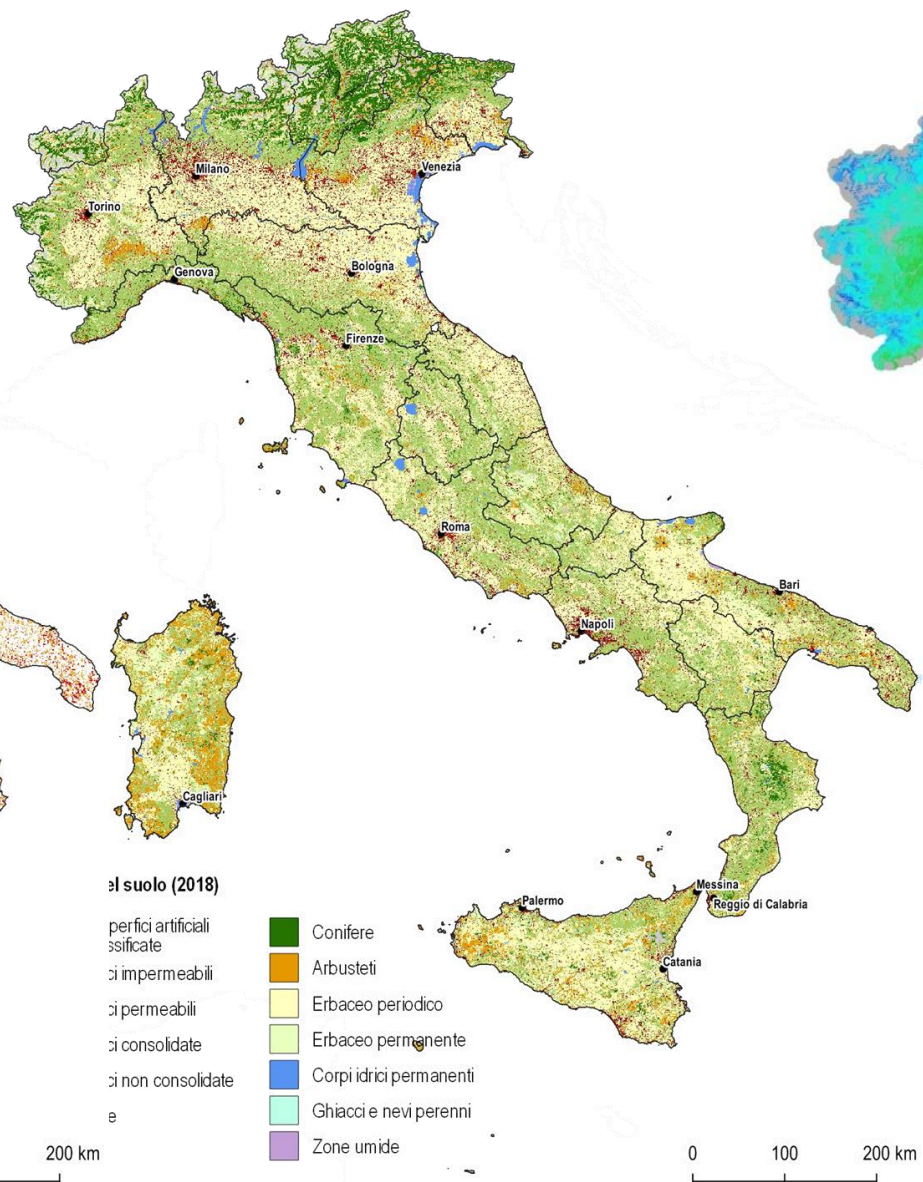 Milano
Venezia
Torino
Genova
Bologna
Firenze
Roma
Bari
Napoli
Cagliari
Messina
Palermo
Reggio di Calabria
Catania
el suolo (2018)
perfici artificiali
ssificate
ci impermeabili
ci permeabili
ci consolidate
ci non consolidate
e
Conifere
Arbusteti
Erbaceo periodico
Erbaceo permanente
Corpi idrici permanenti
Ghiacci e nevi perenni
Zone umide
200 km
0 100 200 km